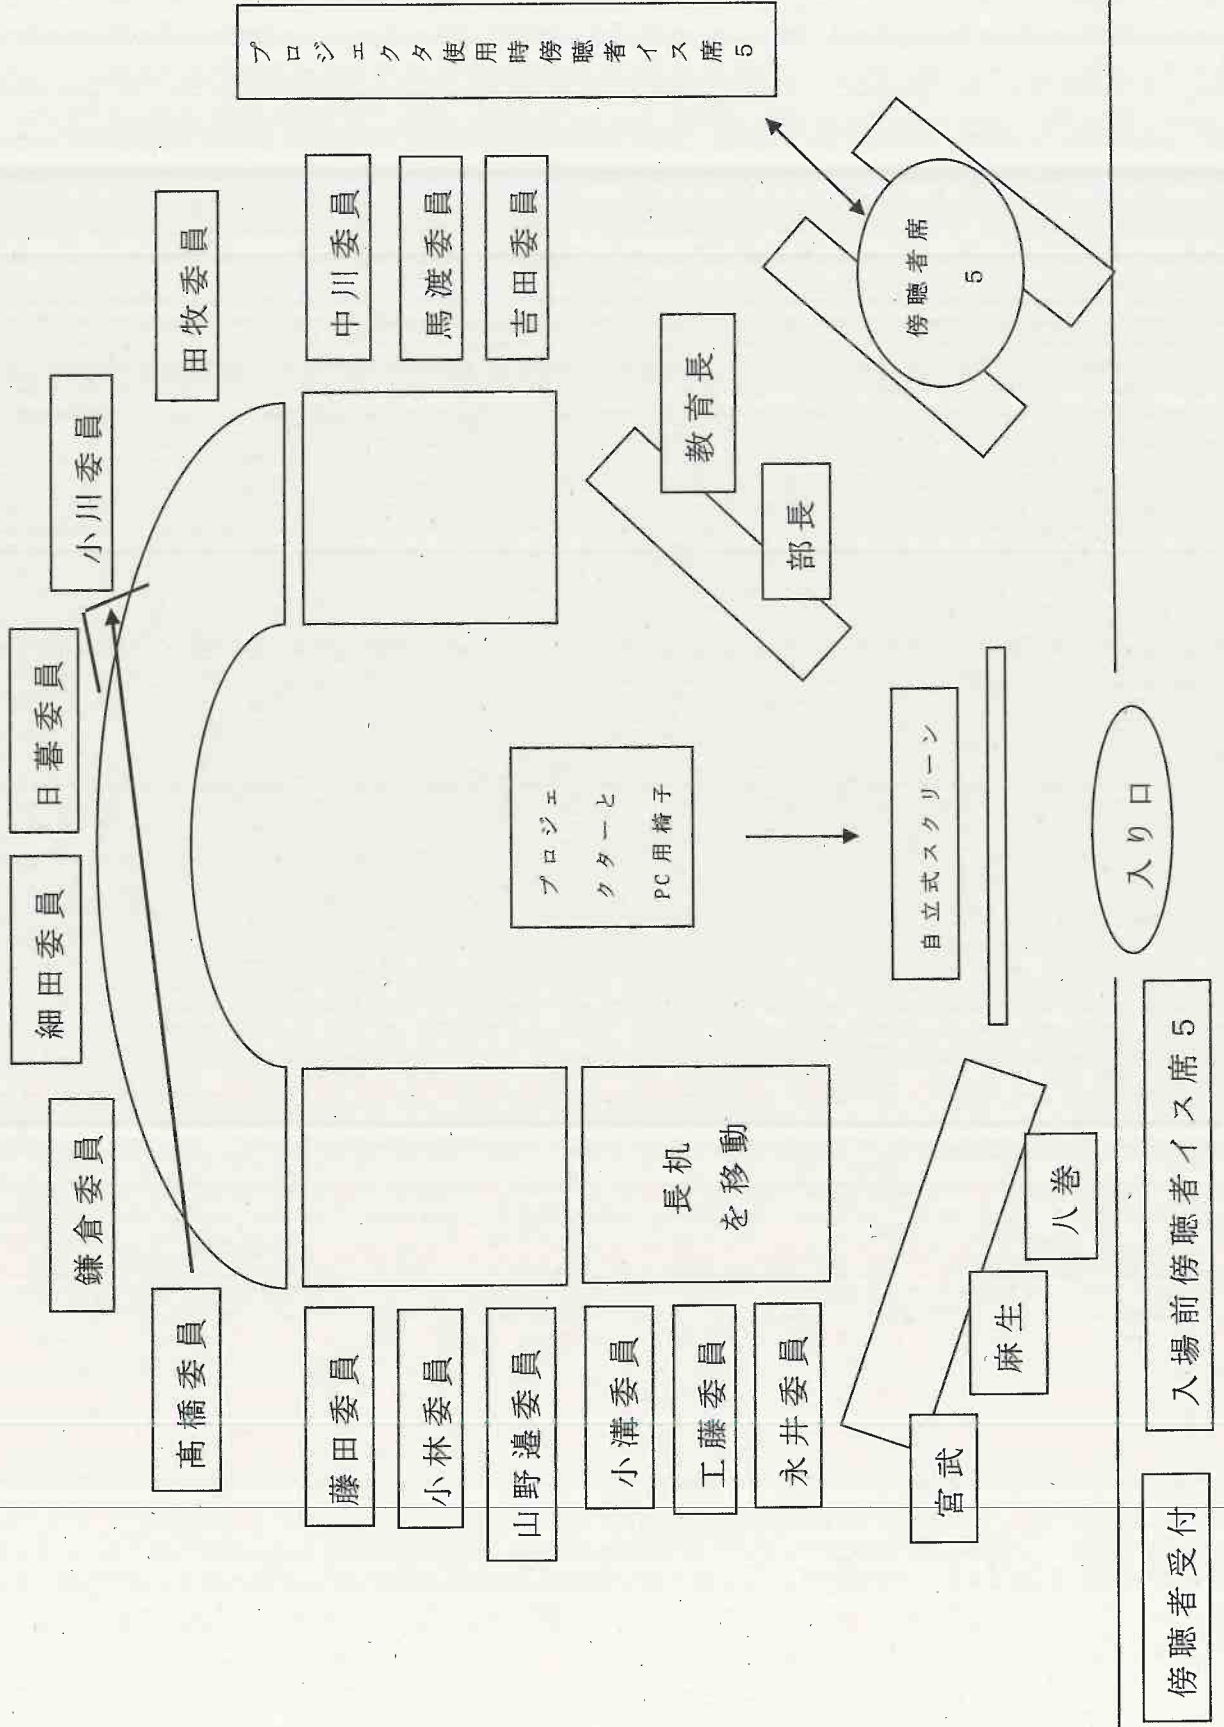 プロジェクタ使用時傍聴者イス席5
田牧委員
小川委員
日暮委員
細田委員
鎌倉委員
髙橋委員
中川委員
馬渡委員
吉田委員
藤田委員
小林委員
山野邉委員
小溝委員
工藤委員
永井委員
長机
を移動
プロジェ
クターと
PC用椅子
教育長
部長
傍聴者席
5
自立式スクリーン
入り口
宮武
麻生
八巻
入場前傍聴者イス席5
傍聴者受付